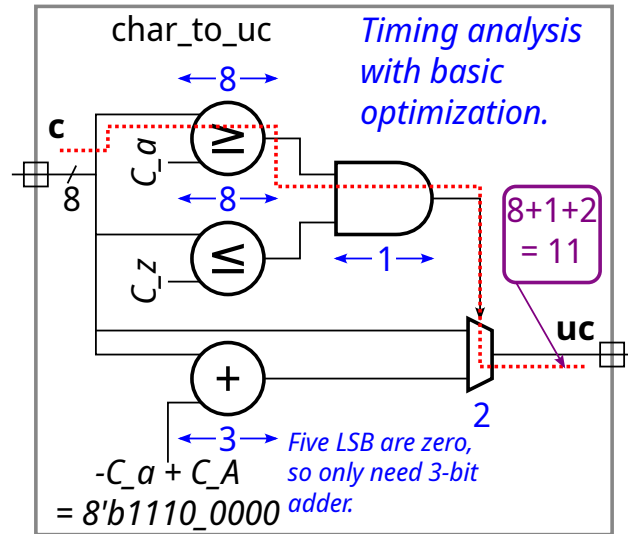 char_to_uc
Timing analysis
with basic
optimization.
8
c
≥
C_a
8
8
≤
C_z
1
8+1+2
= 11
uc
+
2
3
Five LSB are zero,
so only need 3-bit
adder.
-C_a + C_A
= 8'b1110_0000